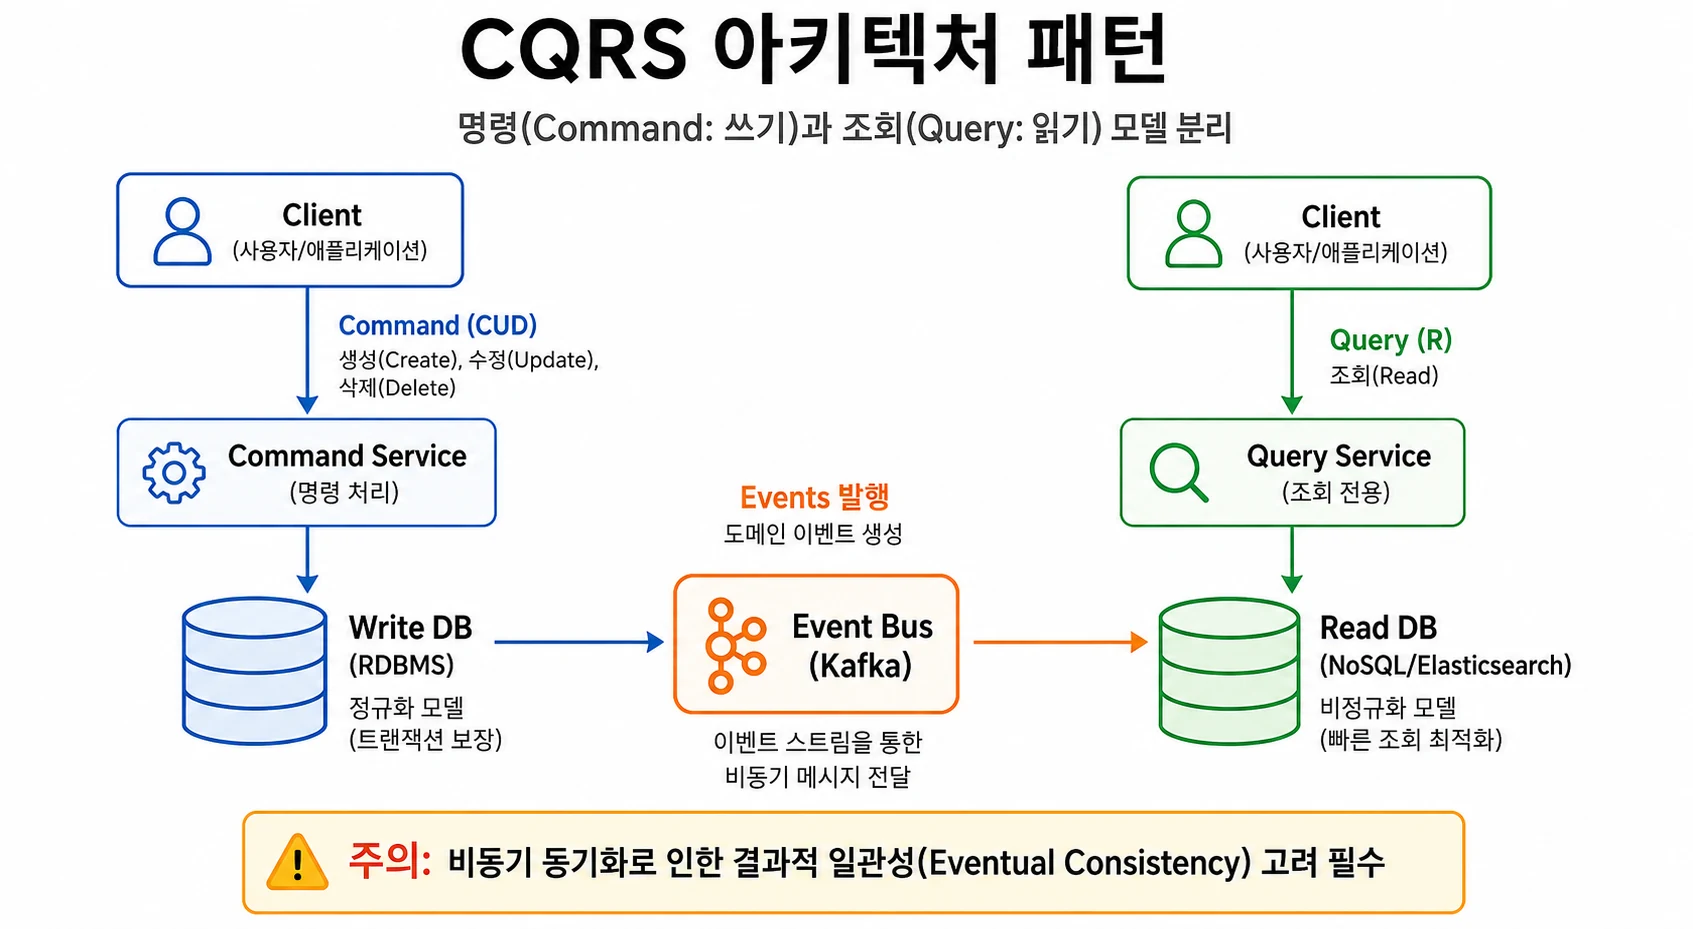 CQRS 아키텍처 패턴
명령(Command: 쓰기)과 조회(Query: 읽기) 모델 분리
Client
(사용자/애플리케이션)
Command (CUD)
생성(Create), 수정(Update),
삭제(Delete)
Command Service
(명령 처리)
Write DB
(RDBMS)
정규화 모델
(트랜잭션 보장)
Events 발행
도메인 이벤트 생성
Event Bus
(Kafka)
이벤트 스트림을 통한
비동기 메시지 전달
Client
(사용자/애플리케이션)
Query (R)
조회(Read)
Query Service
(조회 전용)
Read DB
(NoSQL/Elasticsearch)
비정규화 모델
(빠른 조회 최적화)
주의: 비동기 동기화로 인한 결과적 일관성(Eventual Consistency) 고려 필수